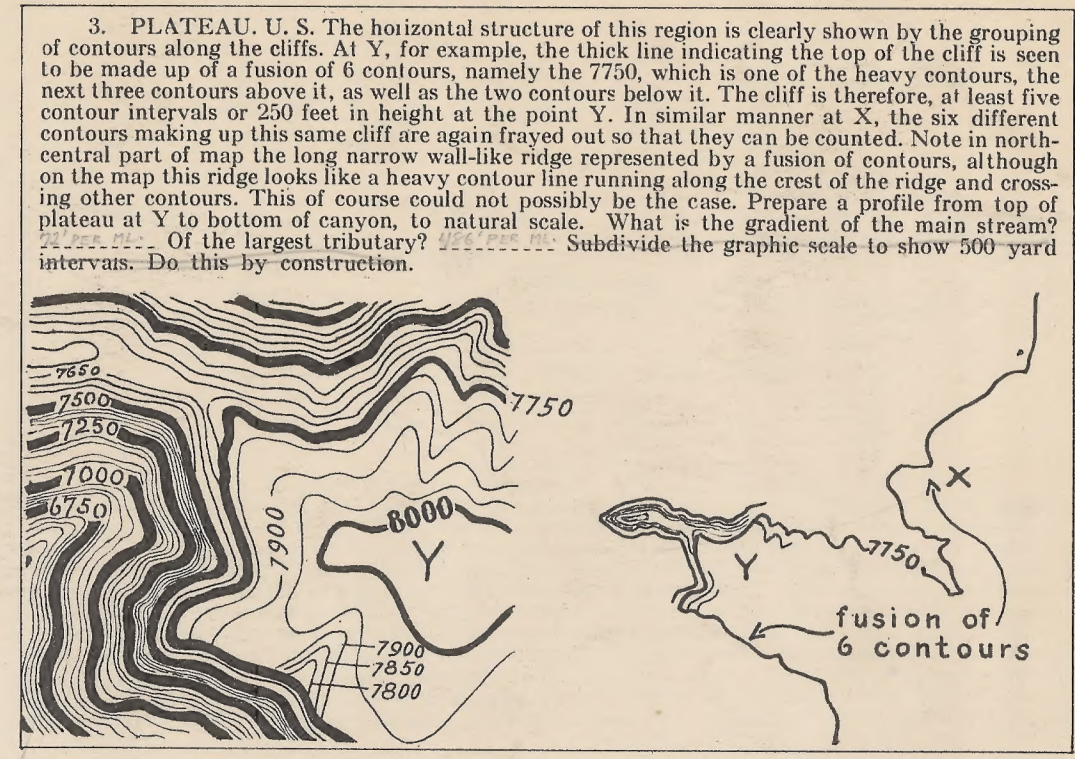 3. PLATEAU. U. S. The horizontal structure of this region is clearly shown by the grouping
of contours along the cliffs. At Y, for example, the thick line indicating the top of the cliff is seen
to be made up of a fusion of 6 contours, namely the 7750, which is one of the heavy contours, the
next three contours above it, as well as the two contours below it. The cliff is therefore, at least five
contour intervals or 250 feet in height at the point Y. In similar manner at X, the six different
contours making up this same cliff are again frayed out so that they can be counted. Note in north-
central part of map the long narrow wall-like ridge represented by a fusion of contours, although
on the map this ridge looks like a heavy contour line running along the crest of the ridge and cross-
ing other contours. This of course could not possibly be the case. Prepare a profile from top of
plateau at Y to bottom of canyon, to natural scale. What is the gradient of the main stream?
72' PER ML. Of the largest tributary? 486' PER ML. Subdivide the graphic scale to show 500 yard
intervals. Do this by construction.
7650
7500
7250
7000
6750
7750
7900
8000
Y
7900
7850
7800
X
Y
7750
fusion of
6 contours